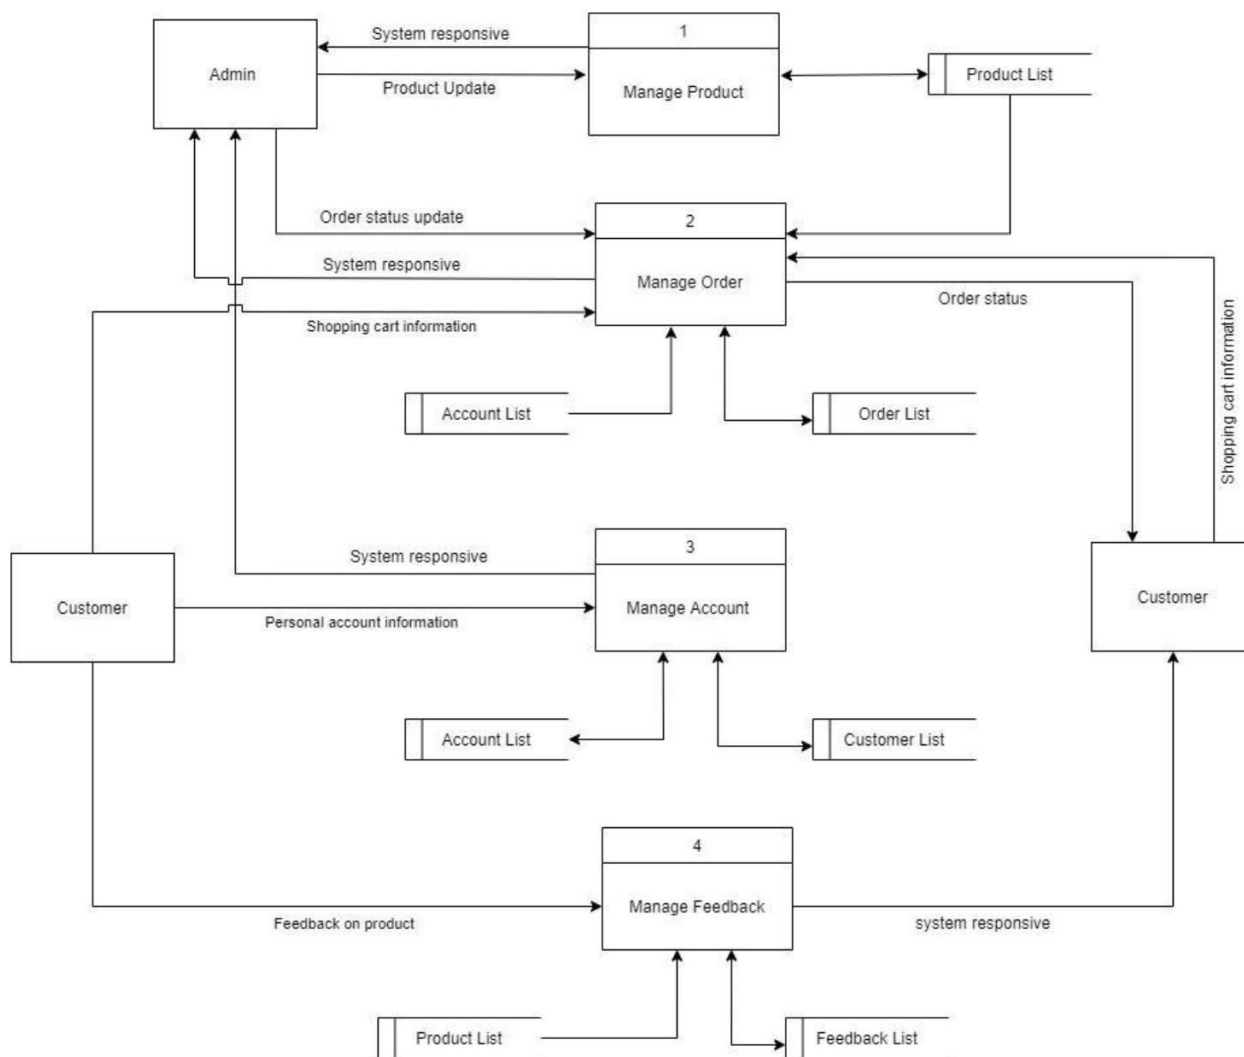 System responsive
1
Admin
Product List
Product Update
Manage Product
Order status update
2
System responsive
Manage Order
Order status
Shopping cart information
Shopping cart information
Account List
Order List
System responsive
3
Customer
Manage Account
Customer
Personal account information
Account List
Customer List
4
Manage Feedback
Feedback on product
system responsive
Product List
Feedback List